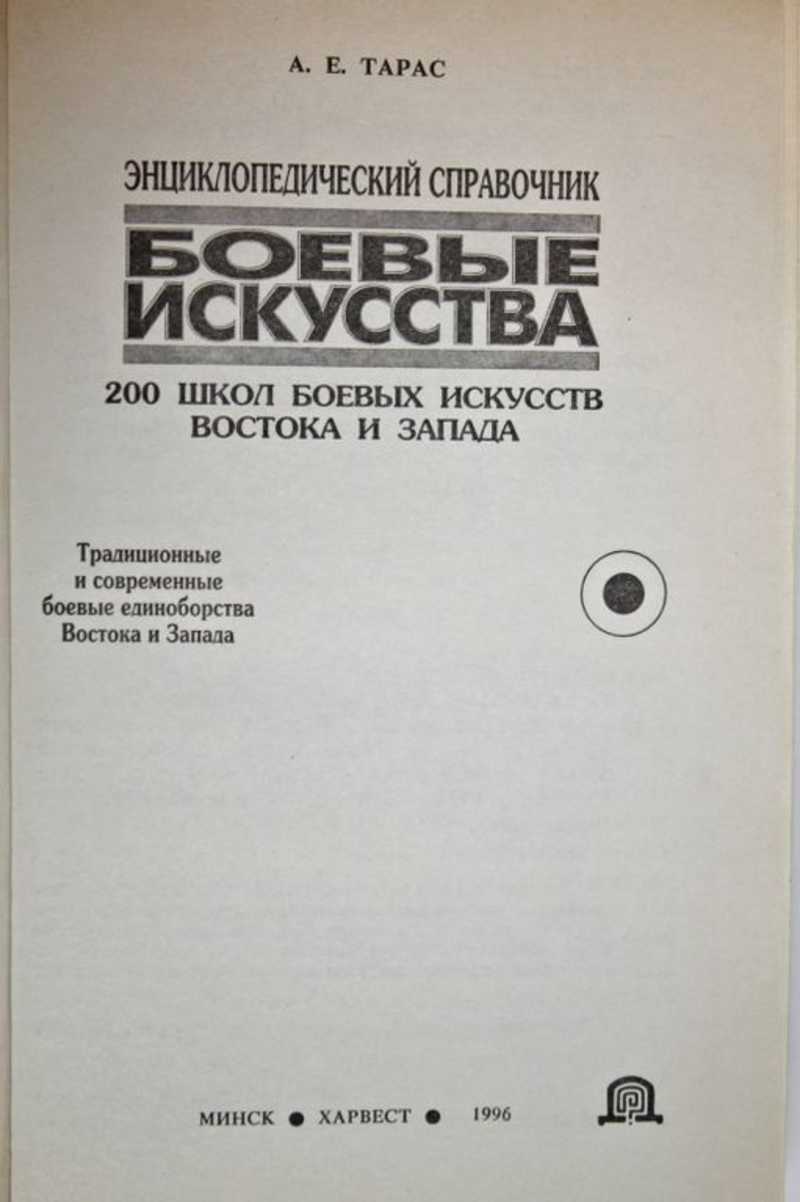 А. Е. ТАРАС
ЭНЦИКЛОПЕДИЧЕСКИЙ СПРАВОЧНИК
БОЕВЫЕ
ИСКУССТВА
200 ШКОЛ БОЕВЫХ ИСКУССТВ
ВОСТОКА И ЗАПАДА
Традиционные
и современные
боевые единоборства
Востока и Запада
МИНСК ● ХАРВЕСТ ● 1996